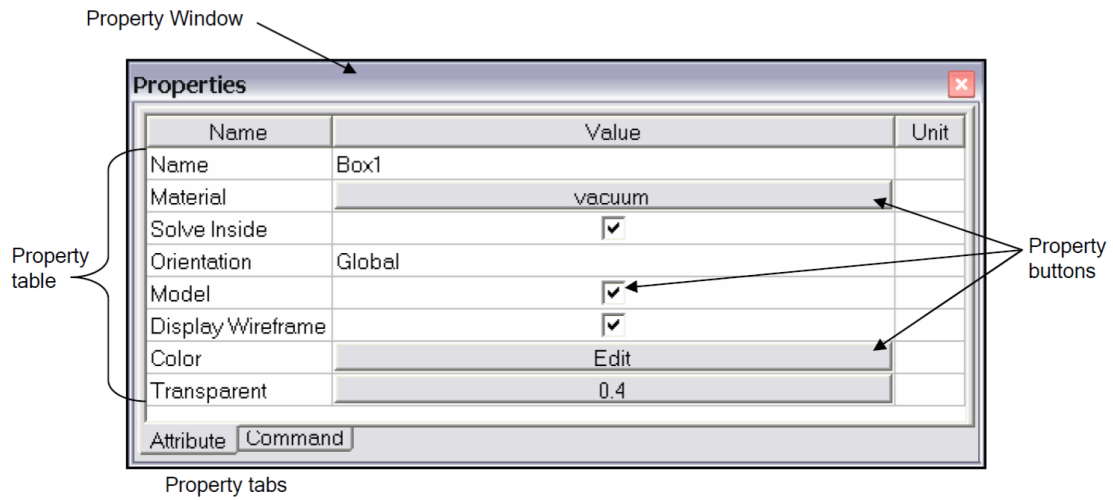 Property Window
Properties
Name Value Unit
Name Box1
Material vacuum
Solve Inside
Orientation Global
Model
Display Wireframe
Color Edit
Transparent 0.4
Attribute Command
Property
table
Property
buttons
Property tabs